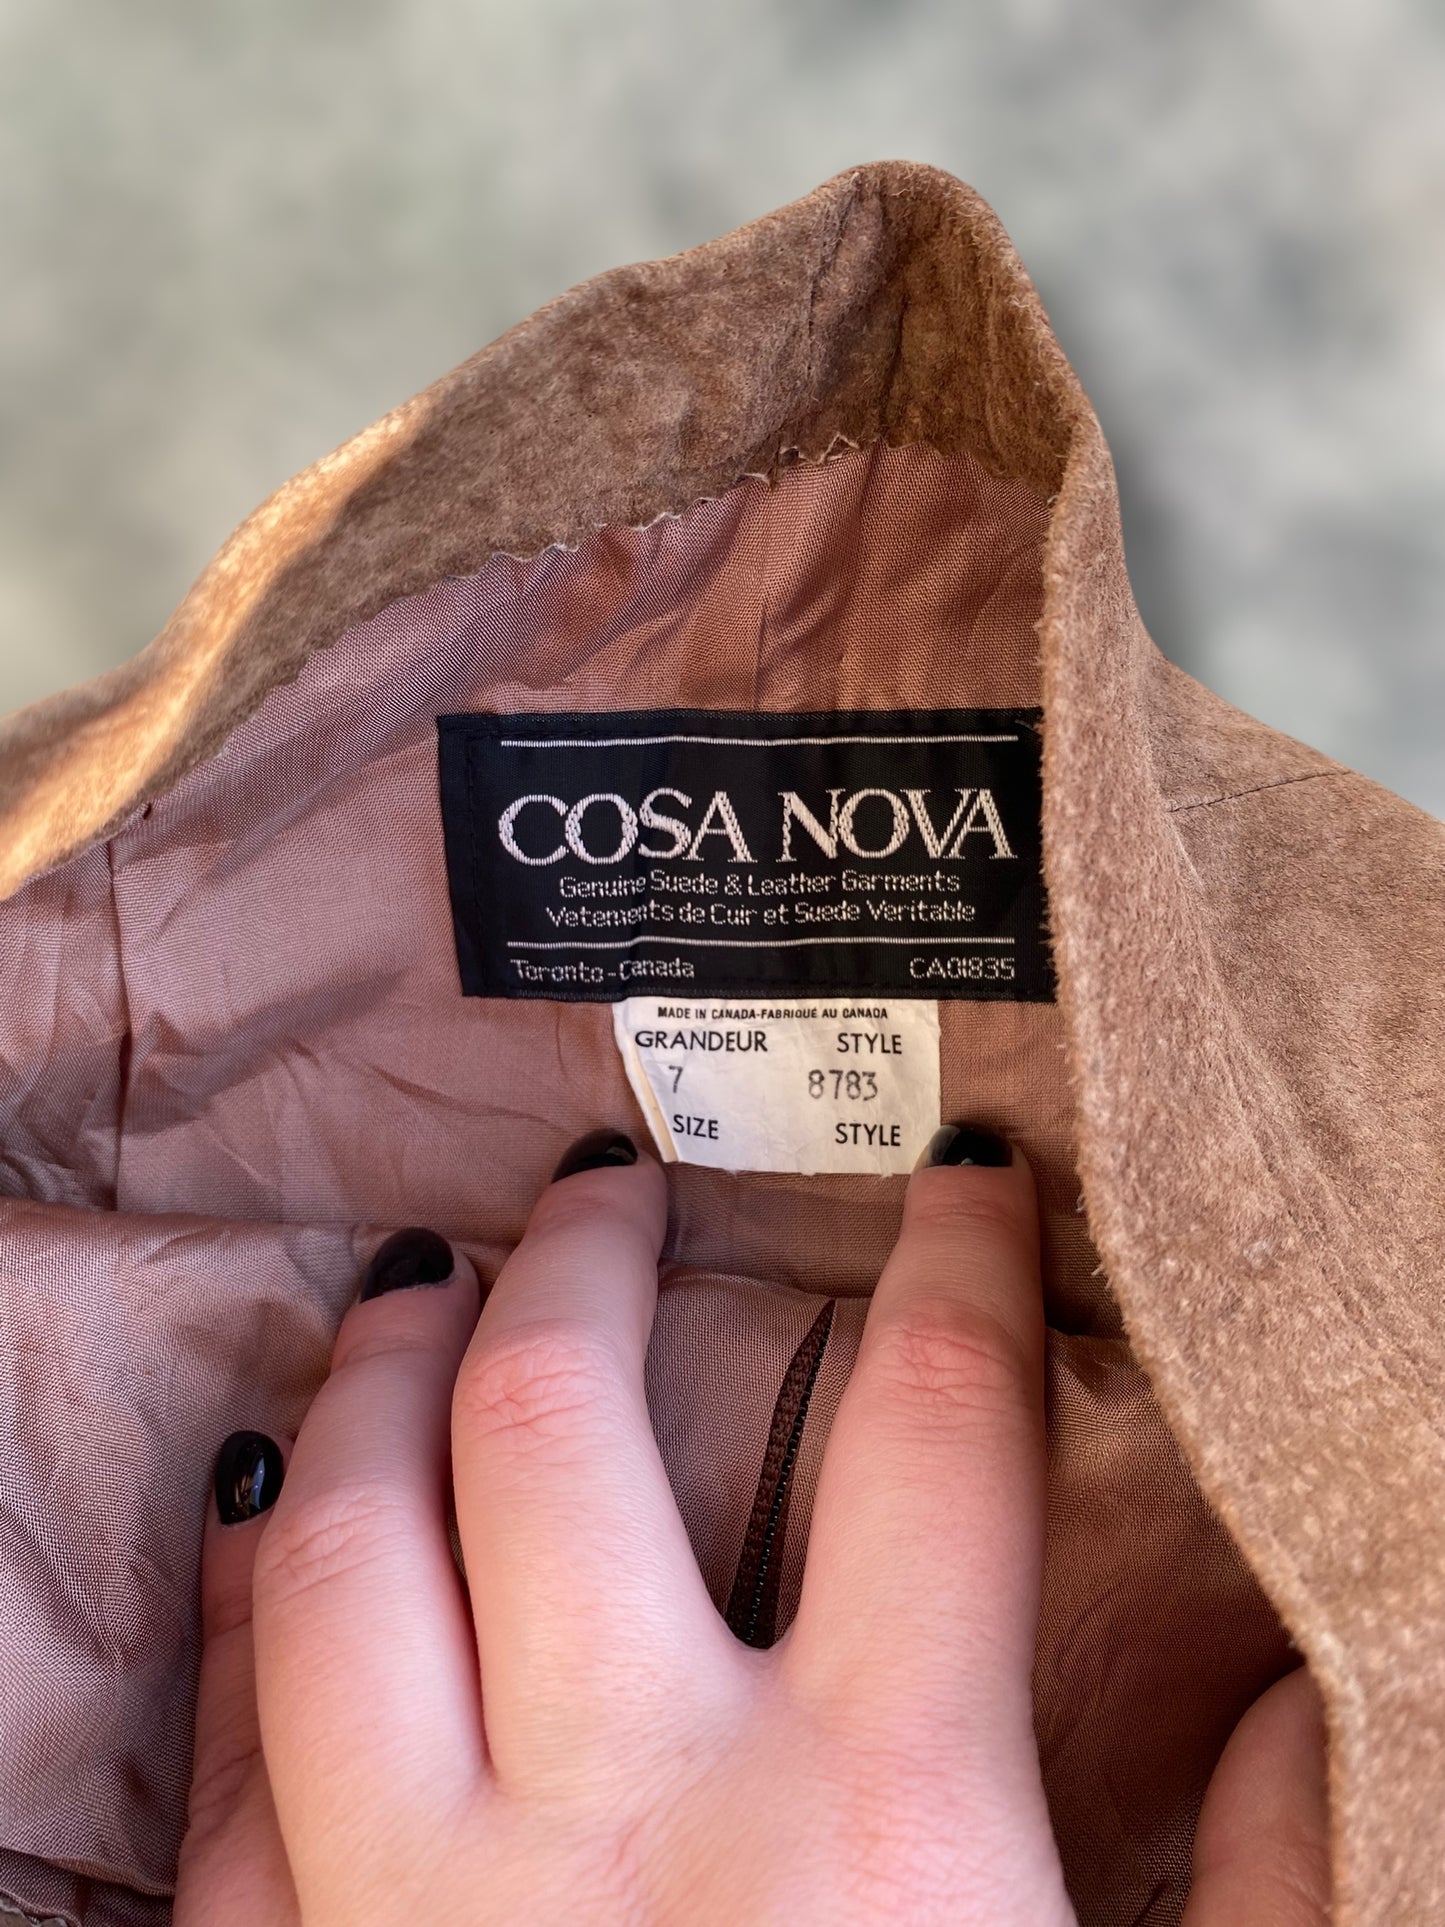 COSA NOVA
Genuine Suede & Leather Garments
Vetements de Cuir et Suede Veritable
Toronto-Canada CA01835
MADE IN CANADA-FABRIQUÉ AU CANADA
GRANDEUR STYLE
7 8783
SIZE STYLE